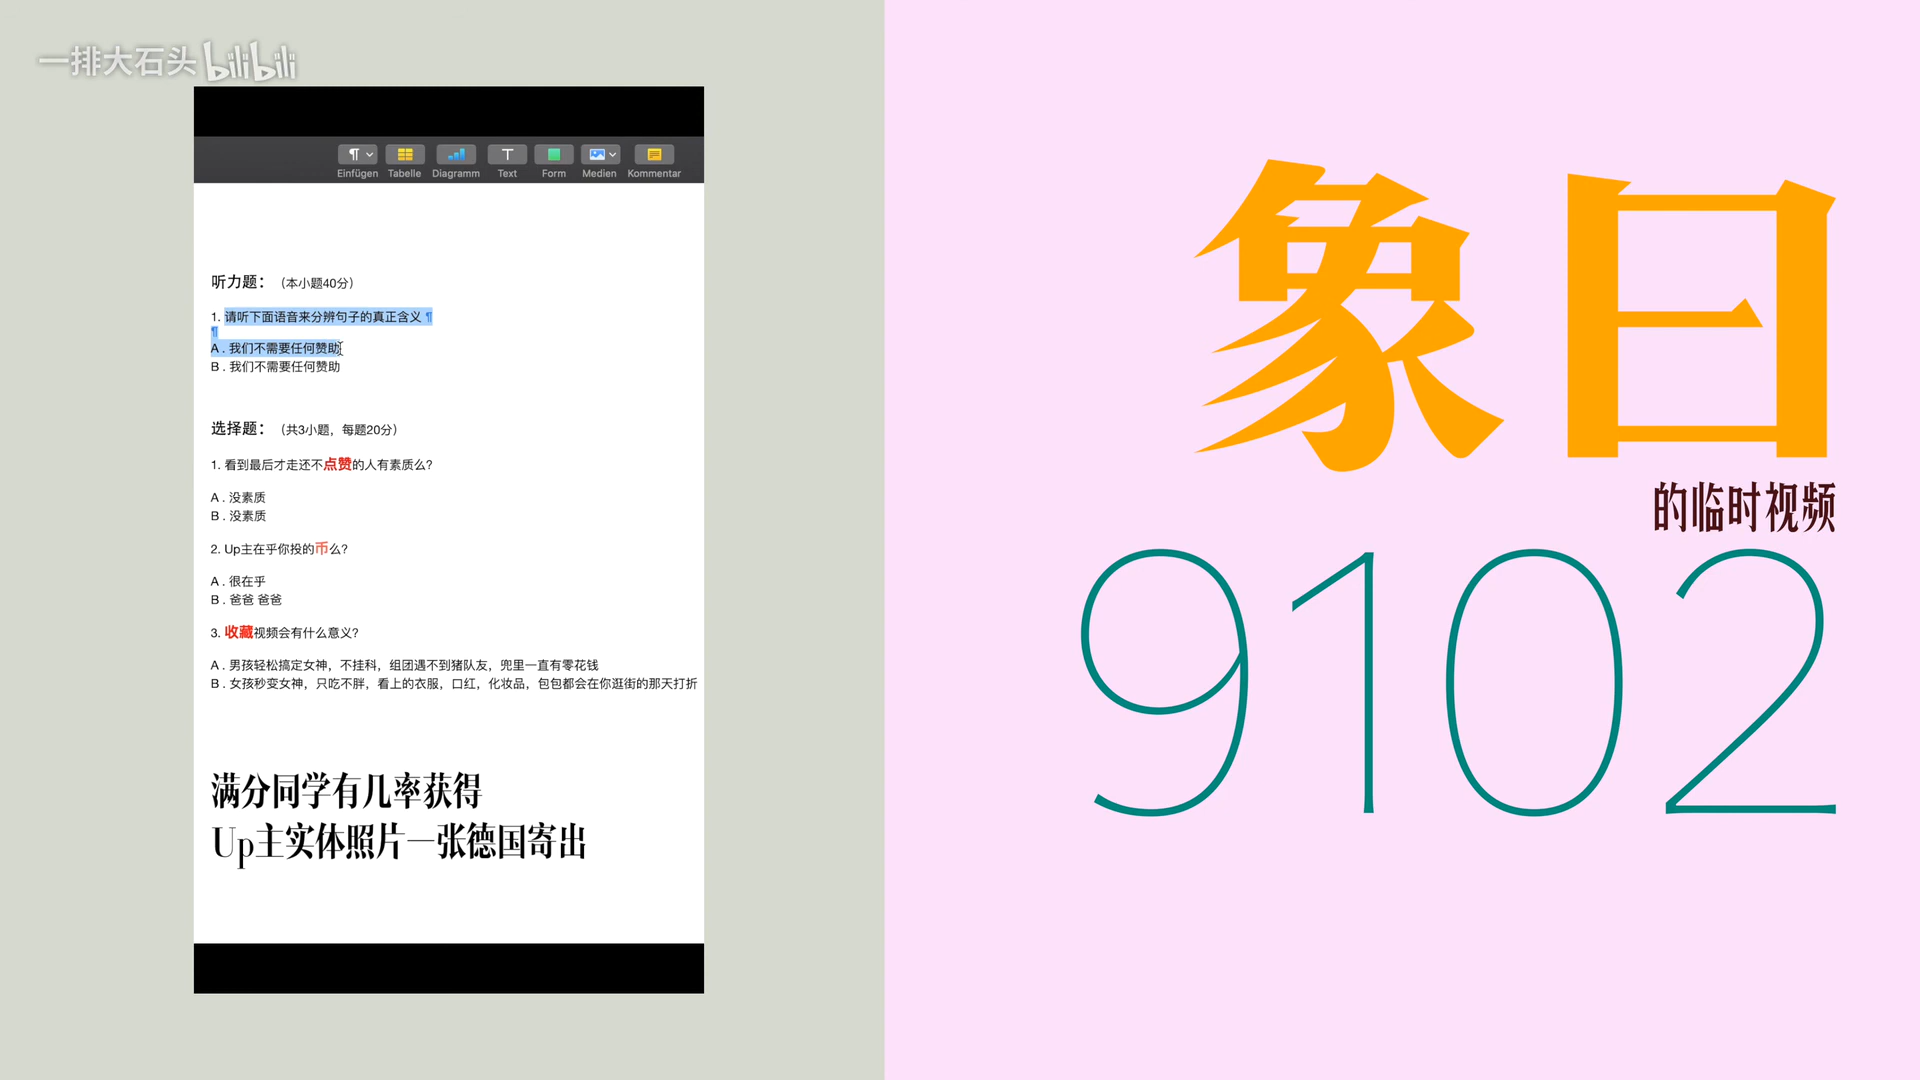 一排大石头 bilibili
Einfügen Tabelle Diagramm Text Form Medien Kommentar
听力题：（本小题40分）
1. 请听下面语音来分辨句子的真正含义 ¶
¶
A . 我们不需要任何赞助
B . 我们不需要任何赞助
选择题：（共3小题，每题20分）
1. 看到最后才走还不点赞的人有素质么？
A . 没素质
B . 没素质
2. Up主在乎你投的币么？
A . 很在乎
B . 爸爸 爸爸
3. 收藏视频会有什么意义？
A . 男孩轻松搞定女神，不挂科，组团遇不到猪队友，兜里一直有零花钱
B . 女孩秒变女神，只吃不胖，看上的衣服，口红，化妆品，包包都会在你逛街的那天打折
满分同学有几率获得
Up主实体照片一张德国寄出
象日
的临时视频
9102